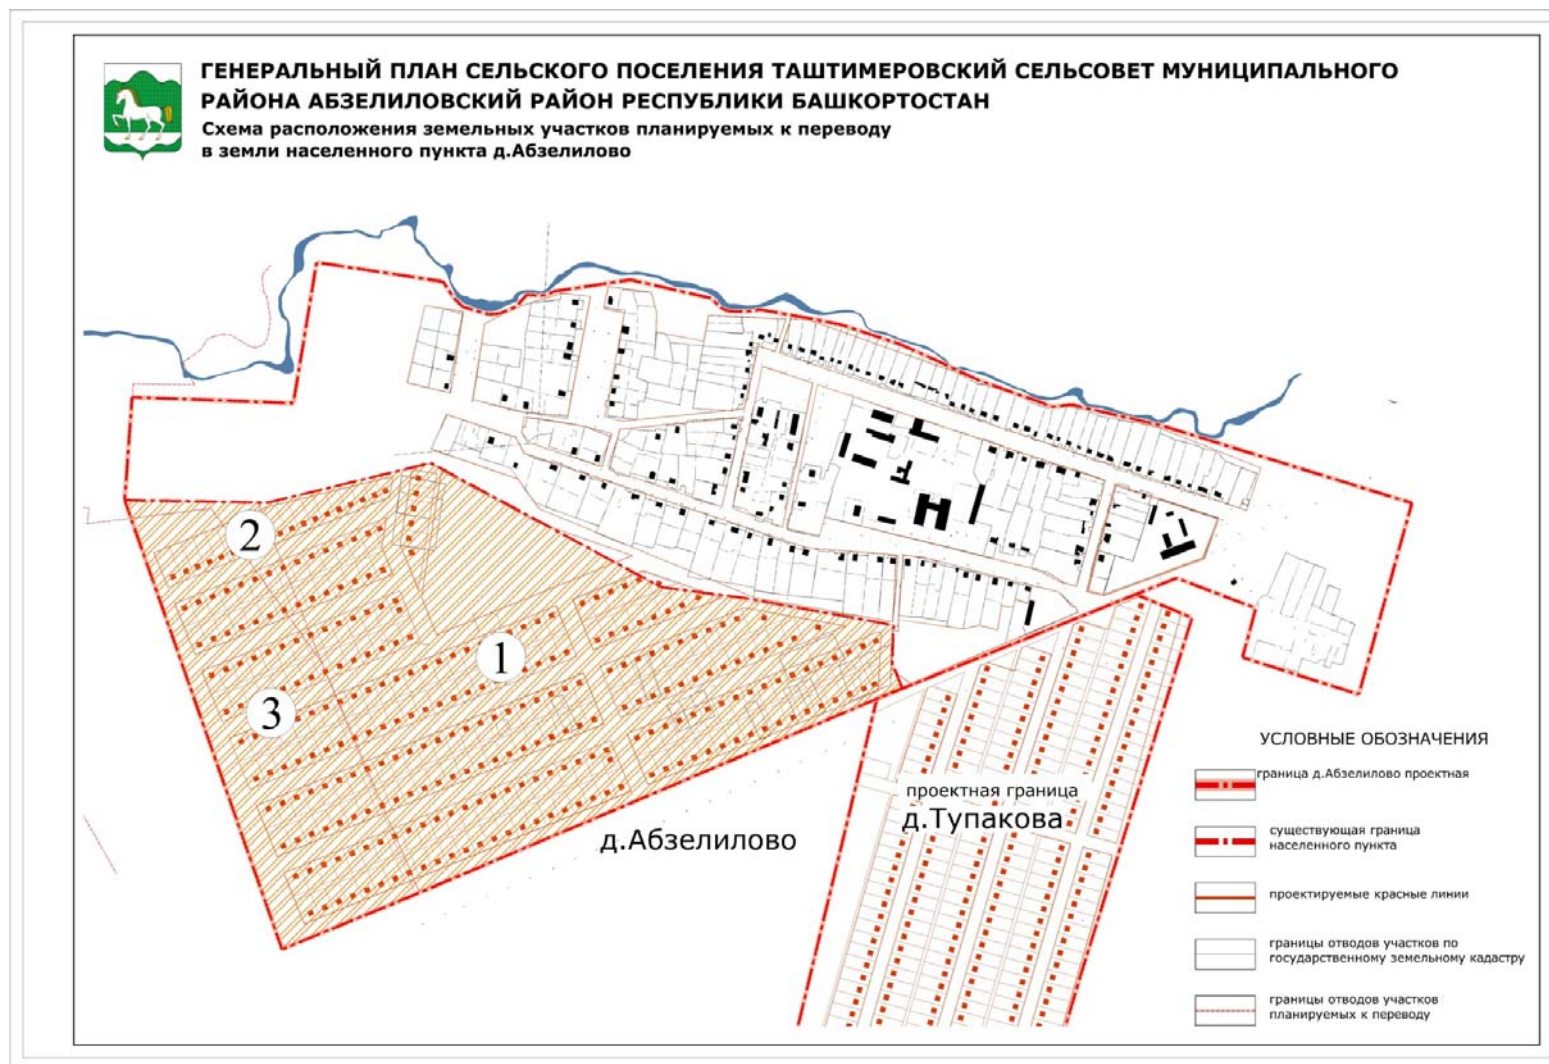 ГЕНЕРАЛЬНЫЙ ПЛАН СЕЛЬСКОГО ПОСЕЛЕНИЯ ТАШТИМЕРОВСКИЙ СЕЛЬСОВЕТ МУНИЦИПАЛЬНОГО
РАЙОНА АБЗЕЛИЛОВСКИЙ РАЙОН РЕСПУБЛИКИ БАШКОРТОСТАН
Схема расположения земельных участков планируемых к переводу
в земли населенного пункта д.Абзелилово
2
1
3
УСЛОВНЫЕ ОБОЗНАЧЕНИЯ
граница д.Абзелилово проектная
проектная граница
д.Тупакова
д.Абзелилово
существующая граница
населенного пункта
проектируемые красные линии
границы отводов участков по
государственному земельному кадастру
границы отводов участков
планируемых к переводу